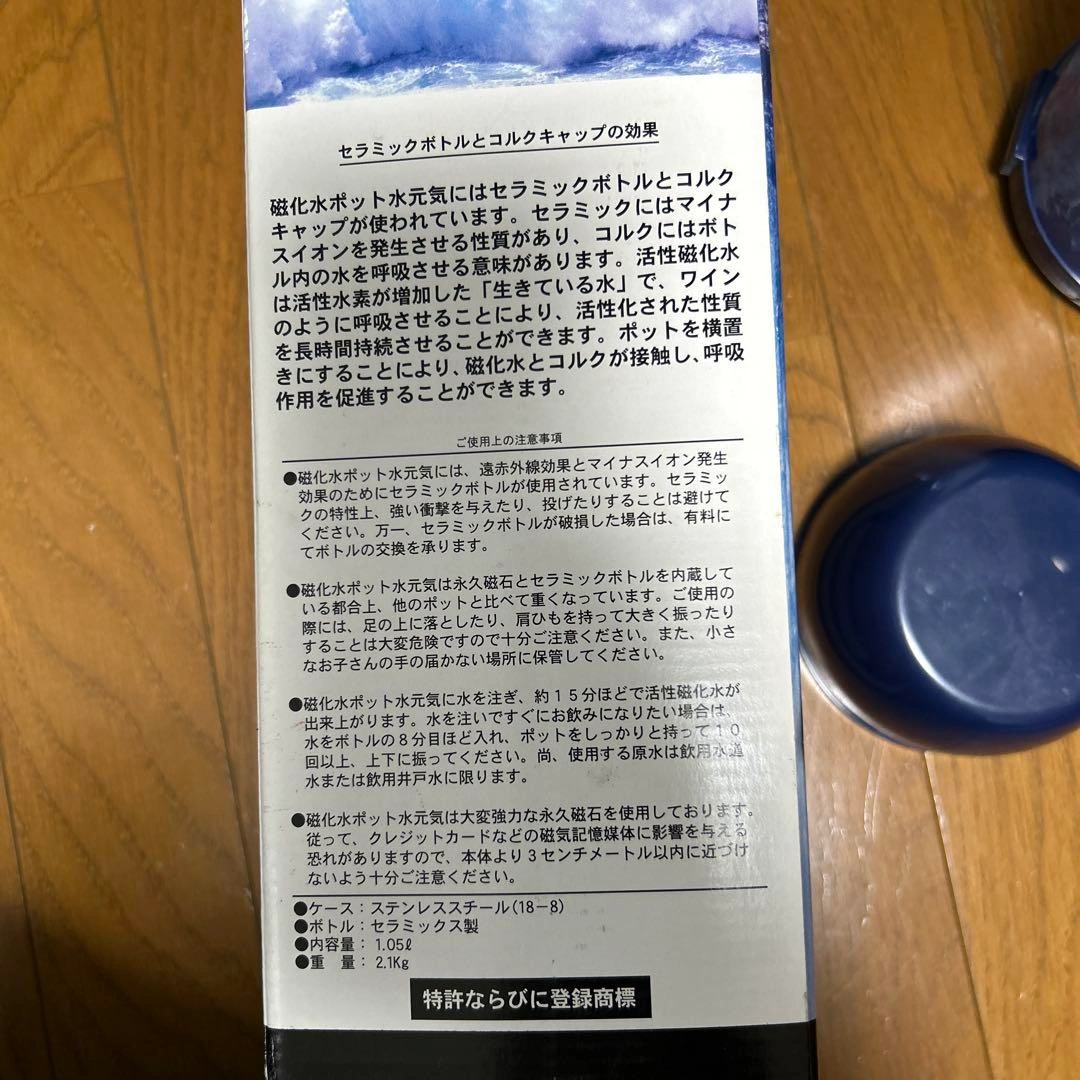 セラミックボトルとコルクキャップの効果
磁化水ポット水元気にはセラミックボトルとコルク
キャップが使われています。セラミックにはマイナ
スイオンを発生させる性質があり、コルクにはボト
ル内の水を呼吸させる意味があります。活性磁化水
は活性水素が増加した「生きている水」で、ワイン
のように呼吸させることにより、活性化された性質
を長時間持続させることができます。ポットを横置
きにすることにより、磁化水とコルクが接触し、呼吸
作用を促進することができます。
ご使用上の注意事項
●磁化水ポット水元気には、遠赤外線効果とマイナスイオン発生
効果のためにセラミックボトルが使用されています。セラミッ
クの特性上、強い衝撃を与えたり、投げたりすることは避けて
ください。万一、セラミックボトルが破損した場合は、有料に
てボトルの交換を承ります。
●磁化水ポット水元気は永久磁石とセラミックボトルを内蔵して
いる都合上、他のポットと比べて重くなっています。ご使用の
際には、足の上に落としたり、肩ひもを持って大きく振ったり
することは大変危険ですので十分ご注意ください。また、小さ
なお子さんの手の届かない場所に保管してください。
●磁化水ポット水元気に水を注ぎ、約15分ほどで活性磁化水が
出来上がります。水を注いですぐにお飲みになりたい場合は、
水をボトルの8分目ほど入れ、ポットをしっかりと持って10
回以上、上下に振ってください。尚、使用する原水は飲用水道
水または飲用井戸水に限ります。
●磁化水ポット水元気は大変強力な永久磁石を使用しております。
従って、クレジットカードなどの磁気記憶媒体に影響を与える
恐れがありますので、本体より3センチメートル以内に近づけ
ないよう十分ご注意ください。
●ケース：ステンレススチール(18-8)
●ボトル：セラミックス製
●内容量：1.05ℓ
●重　量：2.1Kg
特許ならびに登録商標